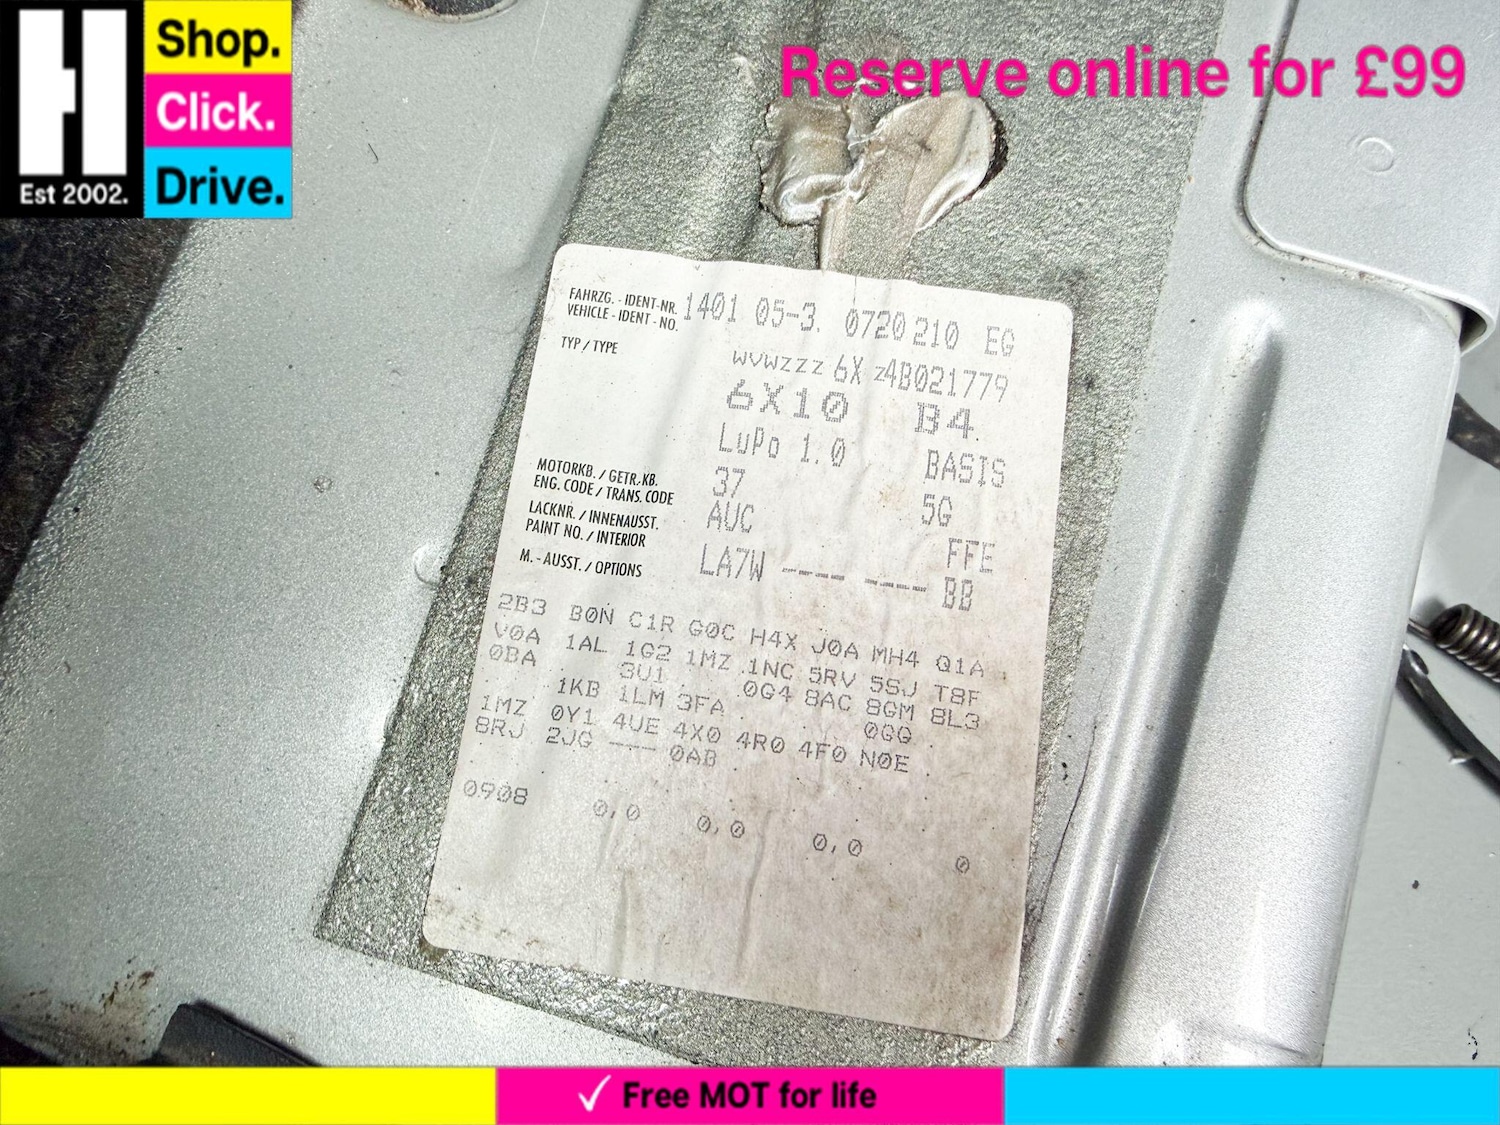 Shop.
Click.
Drive.
Est 2002.
Reserve online for £99
FAHRZG. - IDENT-NR. 1401 05-3. 0720210 EG
VEHICLE - IDENT - NO.
WVWZZZ 6X Z4B021779
TYP / TYPE
6X10 B4
LuPo 1.0 BASIS
37 5G
MOTORKB. / GETR. KB.
ENG. CODE / TRANS. CODE
AUC FFE
LACKNR. / INNENAUSST.
PAINT NO. / INTERIOR
LA7W ---- ---- BB
M. - AUSST. / OPTIONS
2B3 B0N C1R G0C H4X J0A MH4 Q1A
V0A 1AL 1G2 1MZ 1NC 5RV 5SJ T8F
0BA 3U1 0G4 8AC 8GM 8L3
1KB 1LM 3FA 0GG
1MZ 0Y1 4UE 4X0 4R0 4F0 N0E
8RJ 2JG --- 0AB
0908 0,0 0,0 0,0 0
Free MOT for life